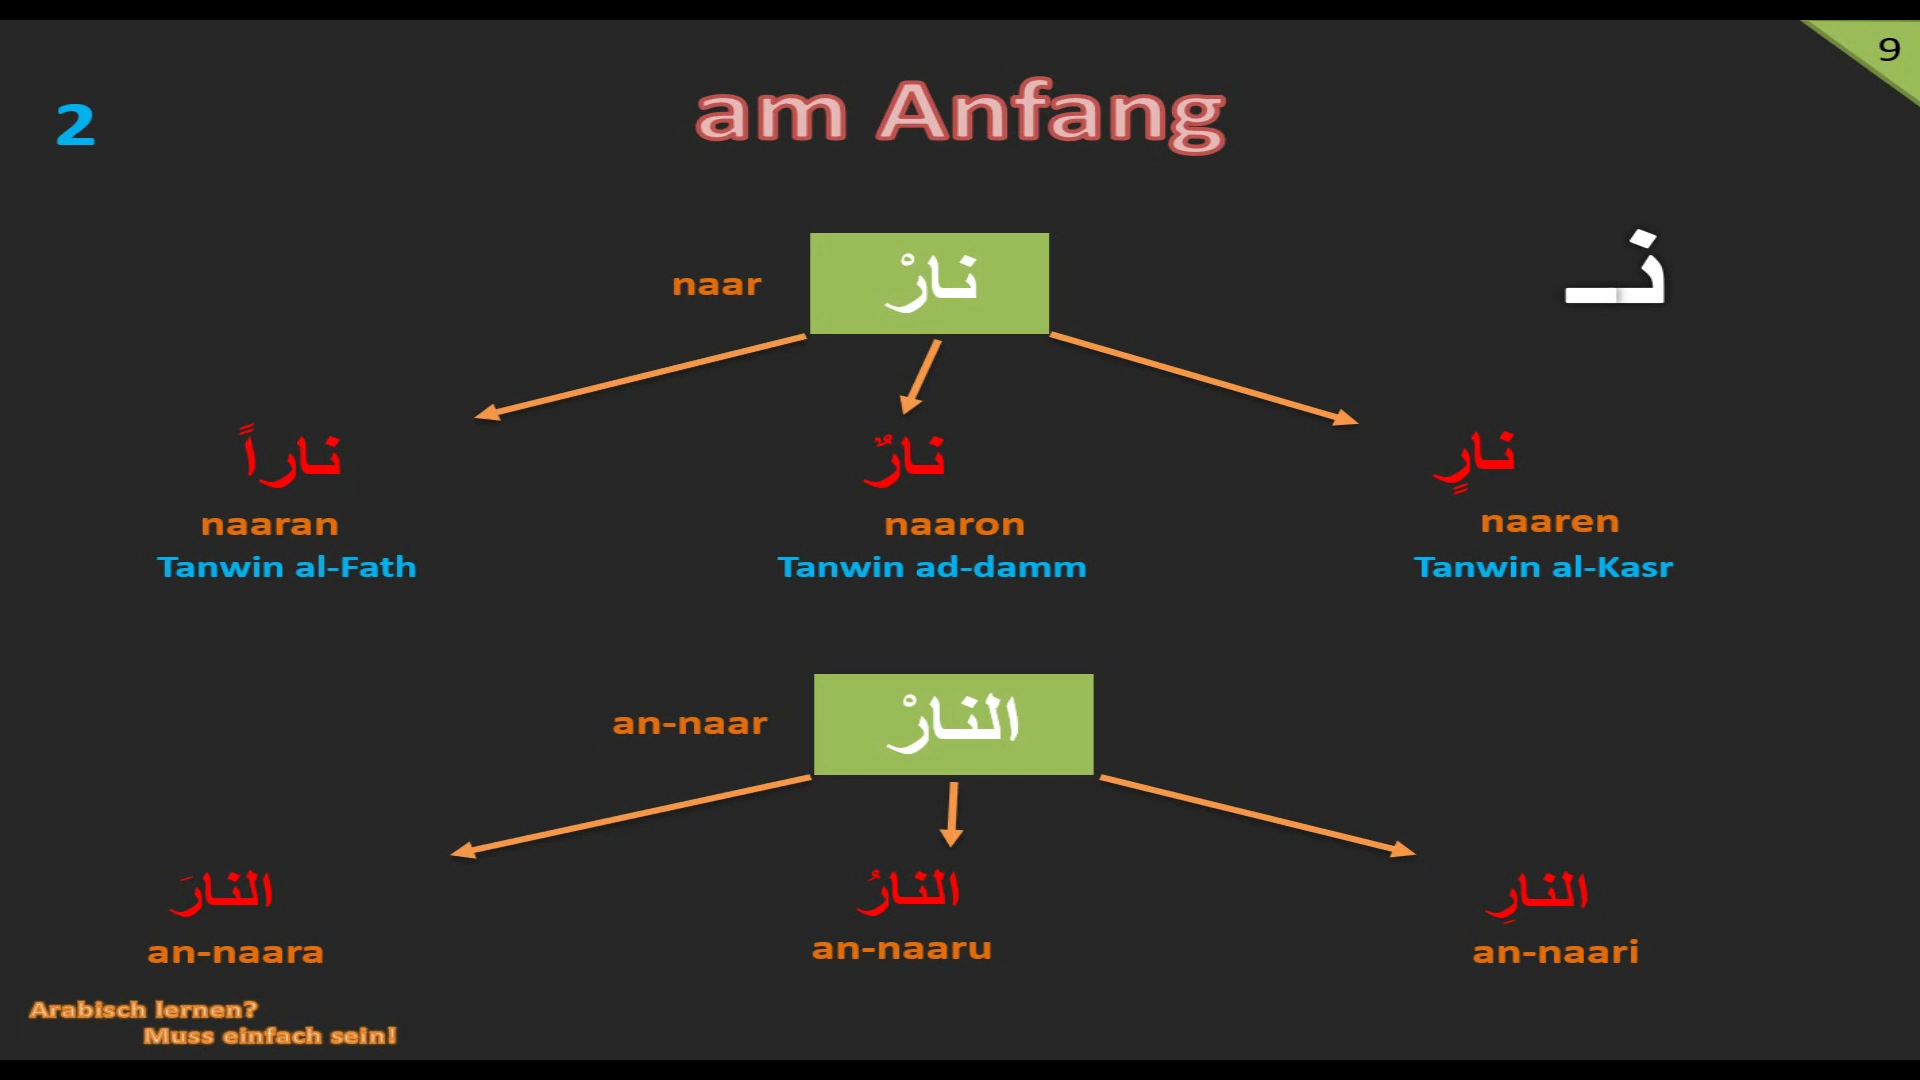 9
2
am Anfang
naar
نارْ
نـ
ناراً
نارٌ
نارٍ
naaran
naaron
naaren
Tanwin al-Fath
Tanwin ad-damm
Tanwin al-Kasr
an-naar
النارْ
النارَ
النارُ
النارِ
an-naara
an-naaru
an-naari
Arabisch lernen?
Muss einfach sein!